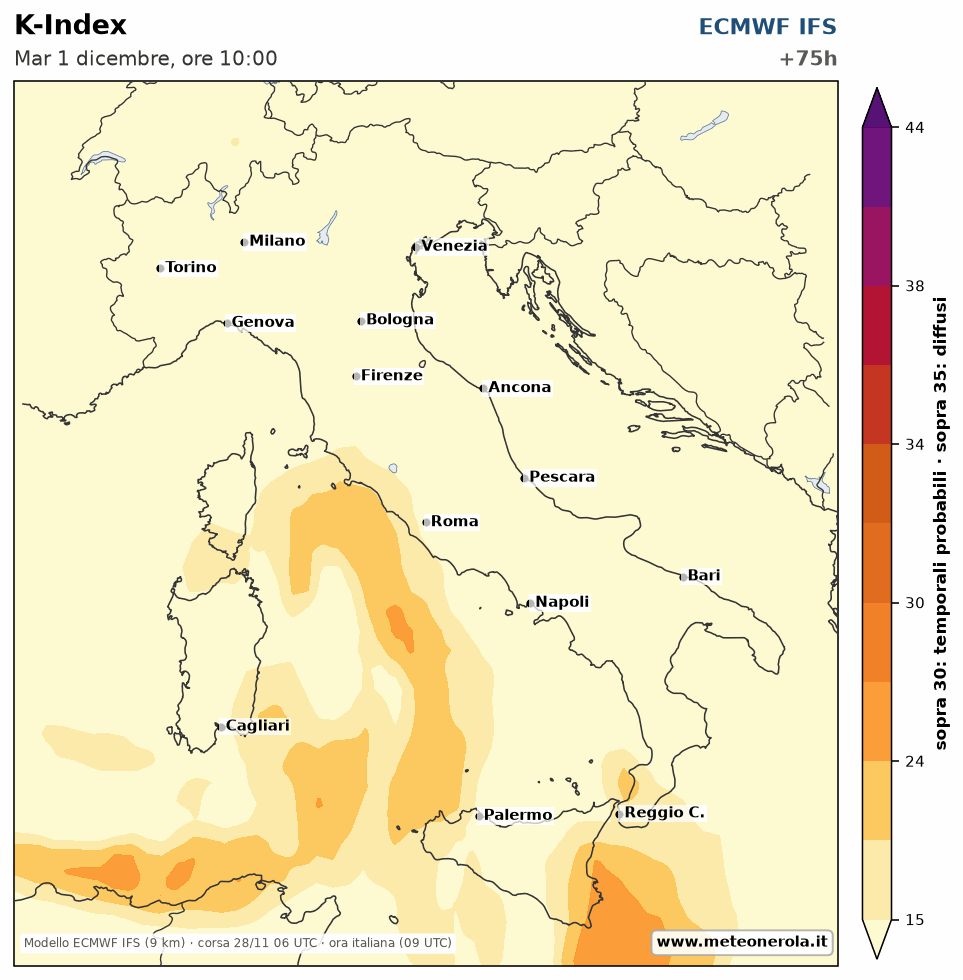 K-Index
ECMWF IFS
Mar 1 dicembre, ore 10:00
+75h
Milano
Venezia
Torino
Genova
Bologna
Firenze
Ancona
Pescara
Roma
Bari
Napoli
Cagliari
Palermo
Reggio C.
44
38
34
30
24
15
sopra 30: temporali probabili · sopra 35: diffusi
Modello ECMWF IFS (9 km) · corsa 28/11 06 UTC · ora italiana (09 UTC)
www.meteonerola.it